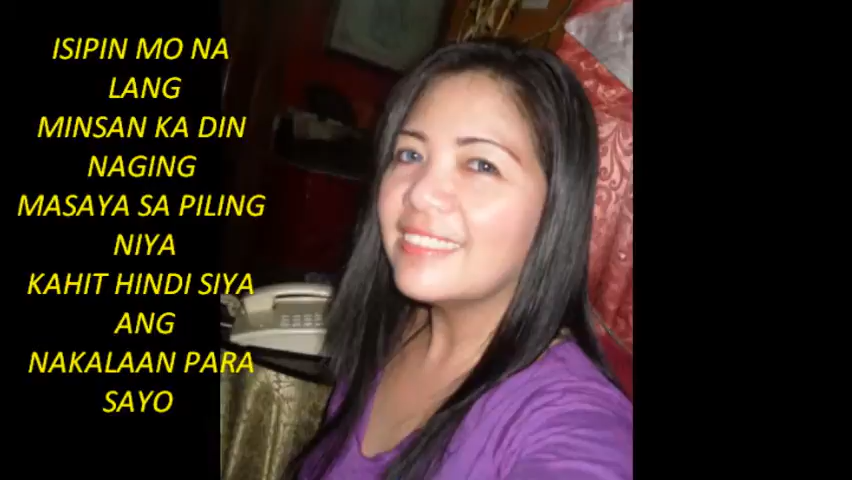 ISIPIN MO NA
LANG
MINSAN KA DIN
NAGING
MASAYA SA PILING
NIYA
KAHIT HINDI SIYA
ANG
NAKALAAN PARA
SAYO